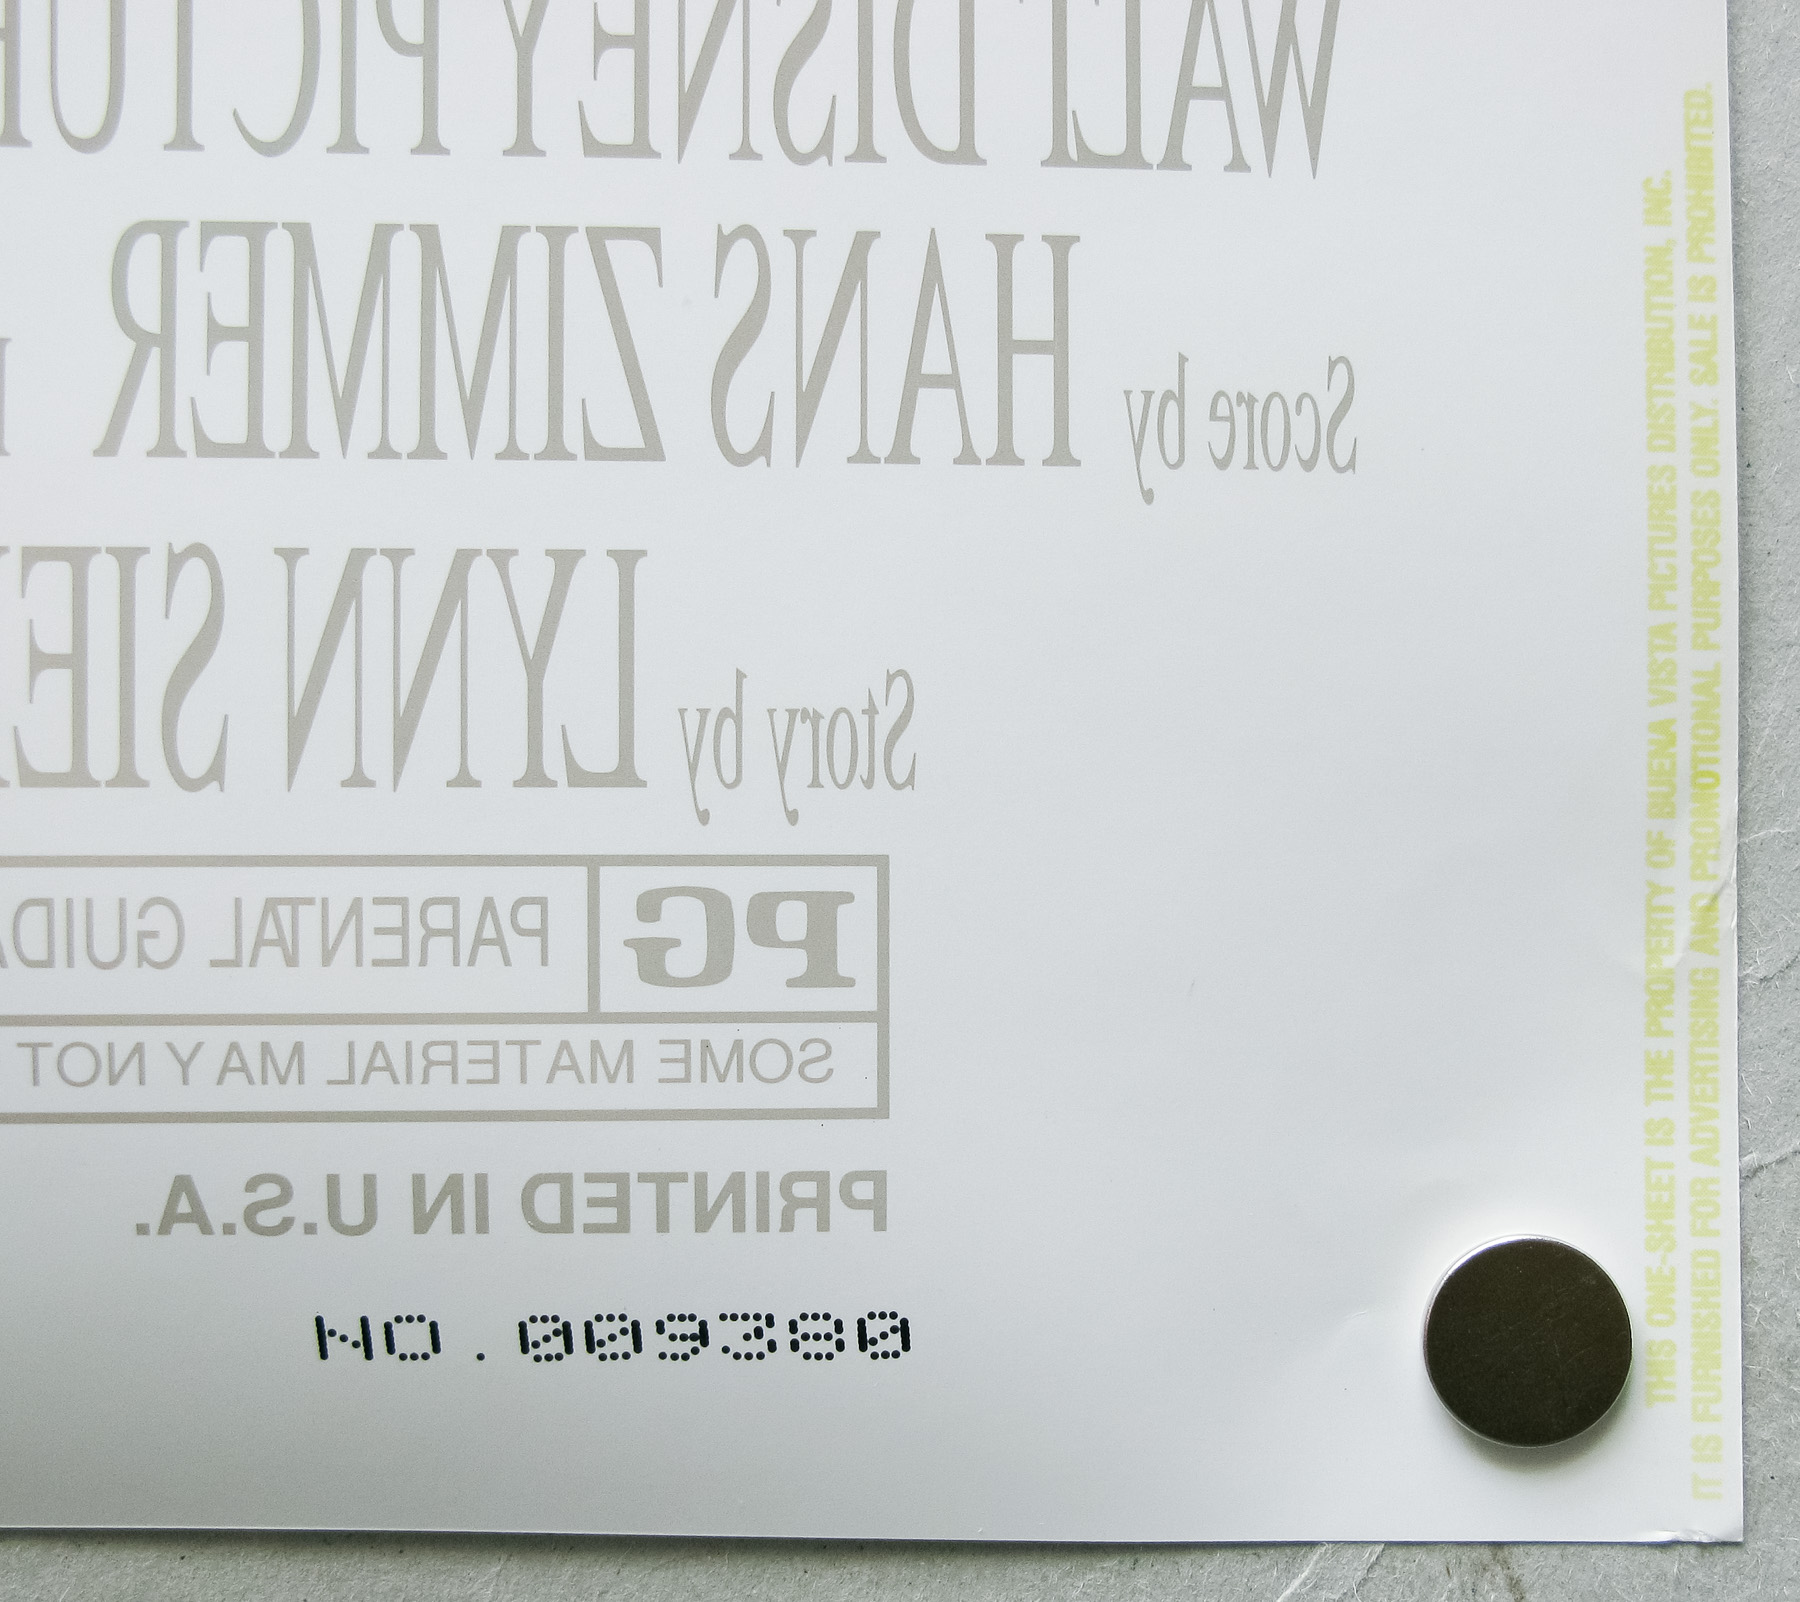 WALT DISNEY PICTUR
Score by HANS ZIMMER
Story by LYNN SIE
PG PARENTAL GUIDA
SOME MATERIAL MAY NOT
PRINTED IN U.S.A.
NO.009380
THIS ONE-SHEET IS THE PROPERTY OF BUENA VISTA PICTURES DISTRIBUTION, INC.
IT IS FURNISHED FOR ADVERTISING AND PROMOTIONAL PURPOSES ONLY. SALE IS PROHIBITED.